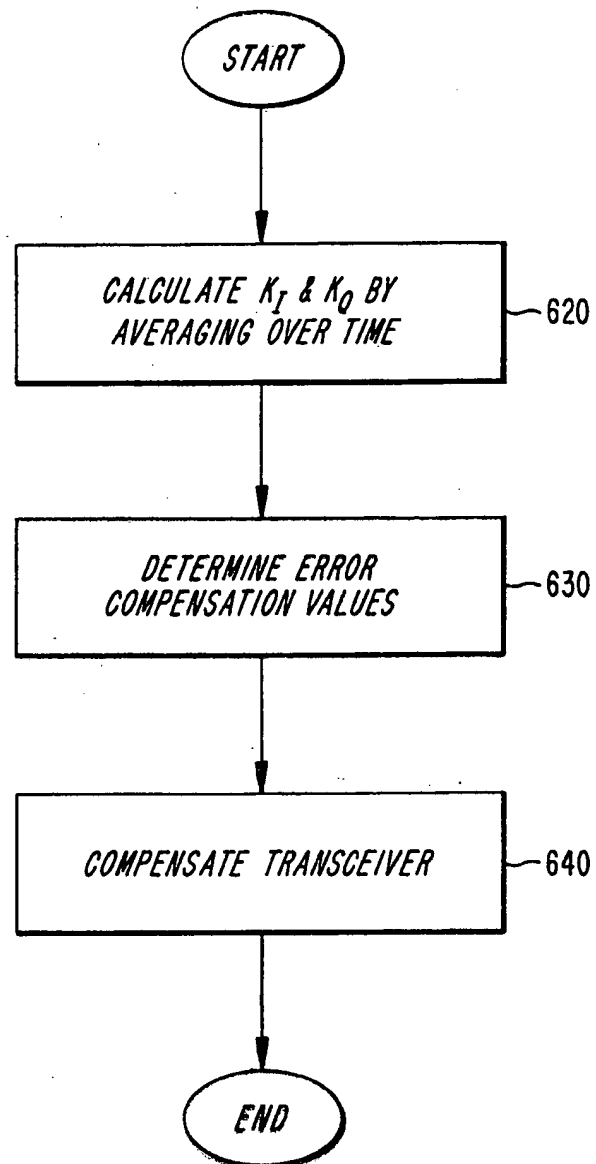 START
CALCULATE K_I & K_Q BY
AVERAGING OVER TIME
620
DETERMINE ERROR
COMPENSATION VALUES
630
COMPENSATE TRANSCEIVER
640
END